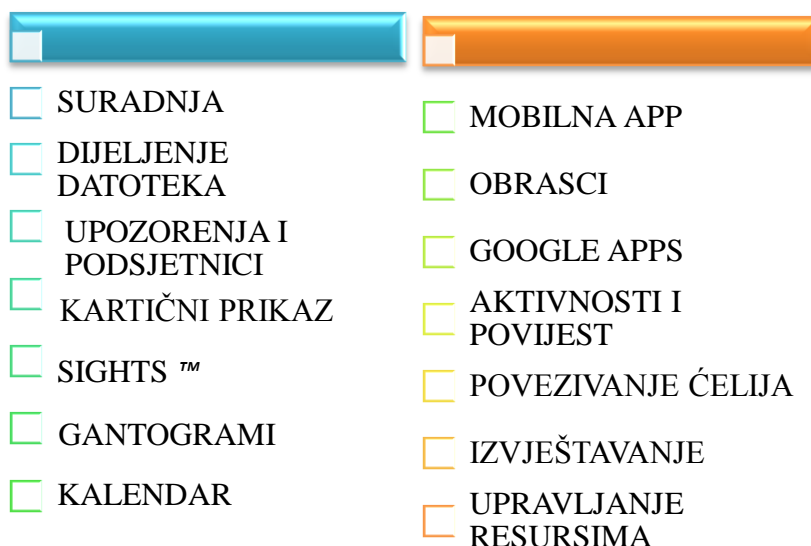 SURADNJA
DIJELJENJE
DATOTEKA
UPOZORENJA I
PODSJETNICI
KARTIČNI PRIKAZ
SIGHTS ™
GANTOGRAMI
KALENDAR
MOBILNA APP
OBRASCI
GOOGLE APPS
AKTIVNOSTI I
POVIJEST
POVEZIVANJE ĆELIJA
IZVJEŠTAVANJE
UPRAVLJANJE
RESURSIMA